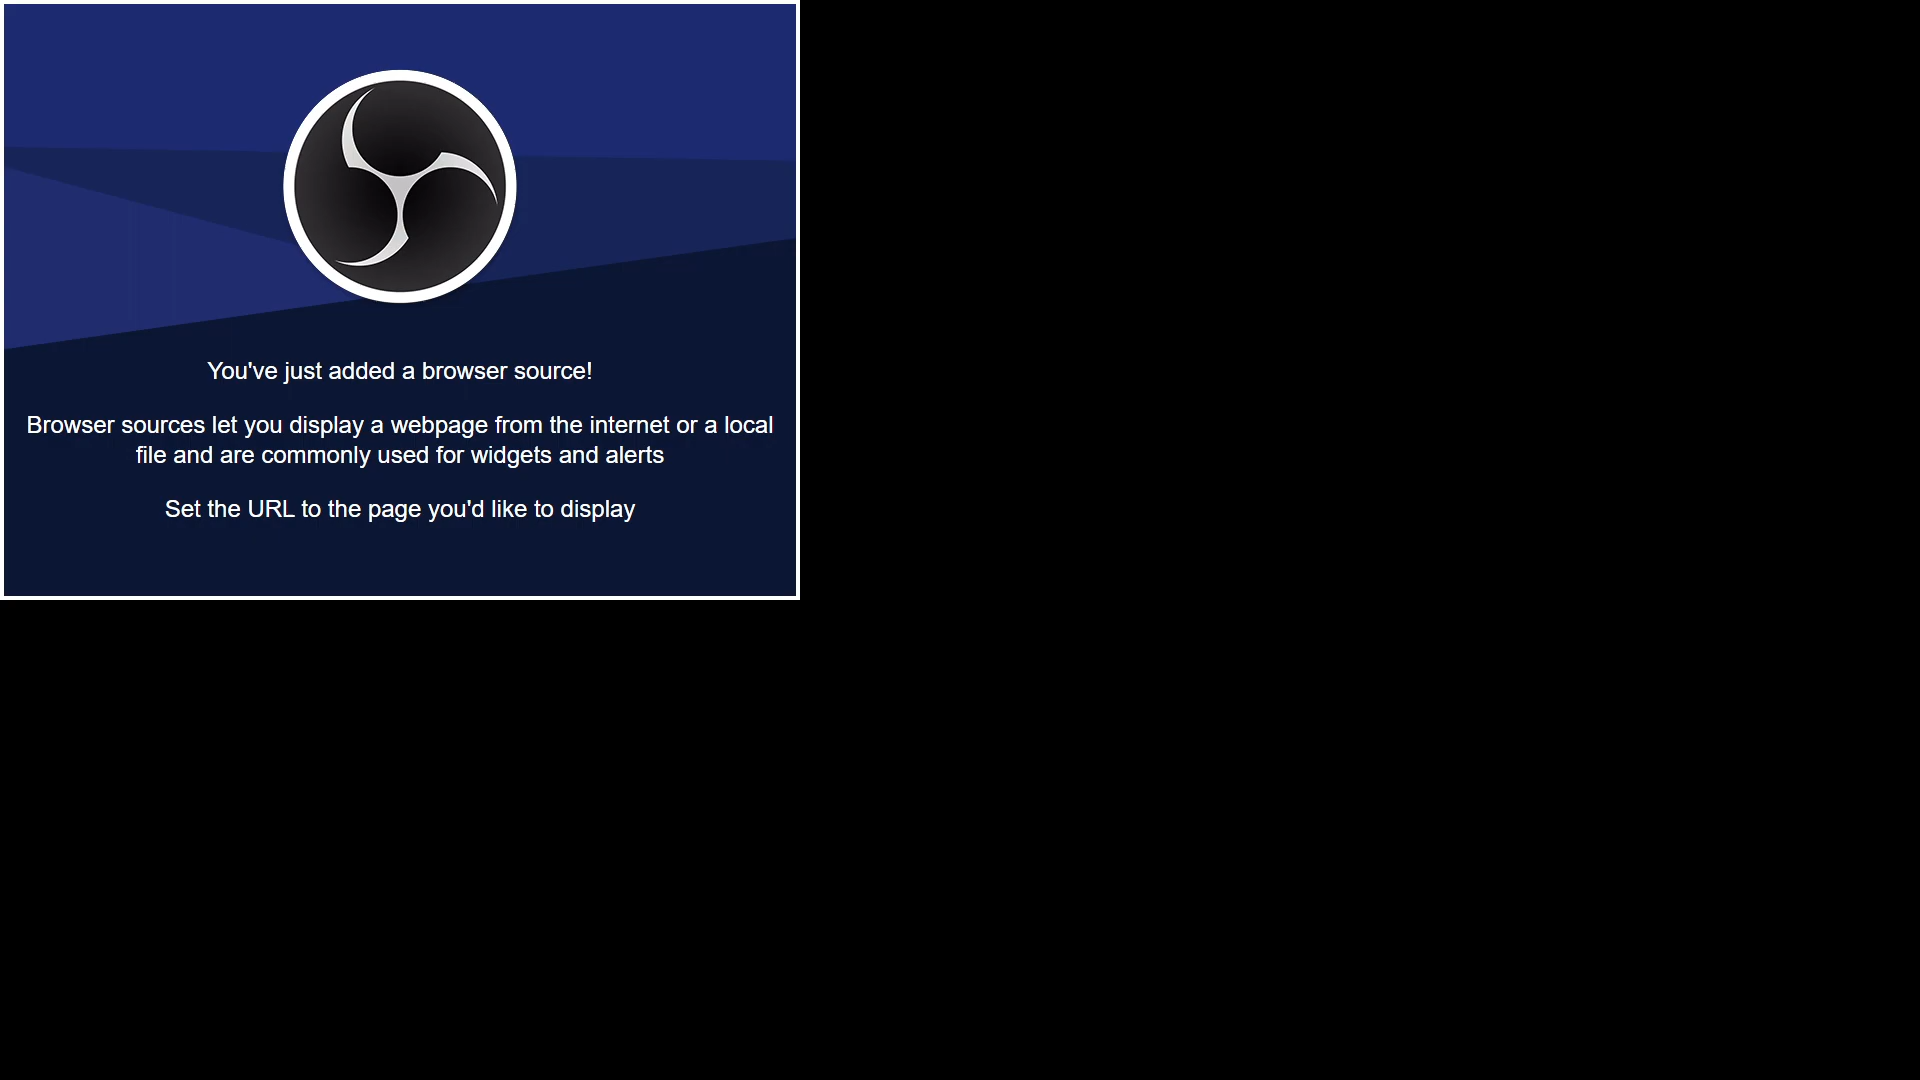 You've just added a browser source!
Browser sources let you display a webpage from the internet or a local
file and are commonly used for widgets and alerts
Set the URL to the page you'd like to display